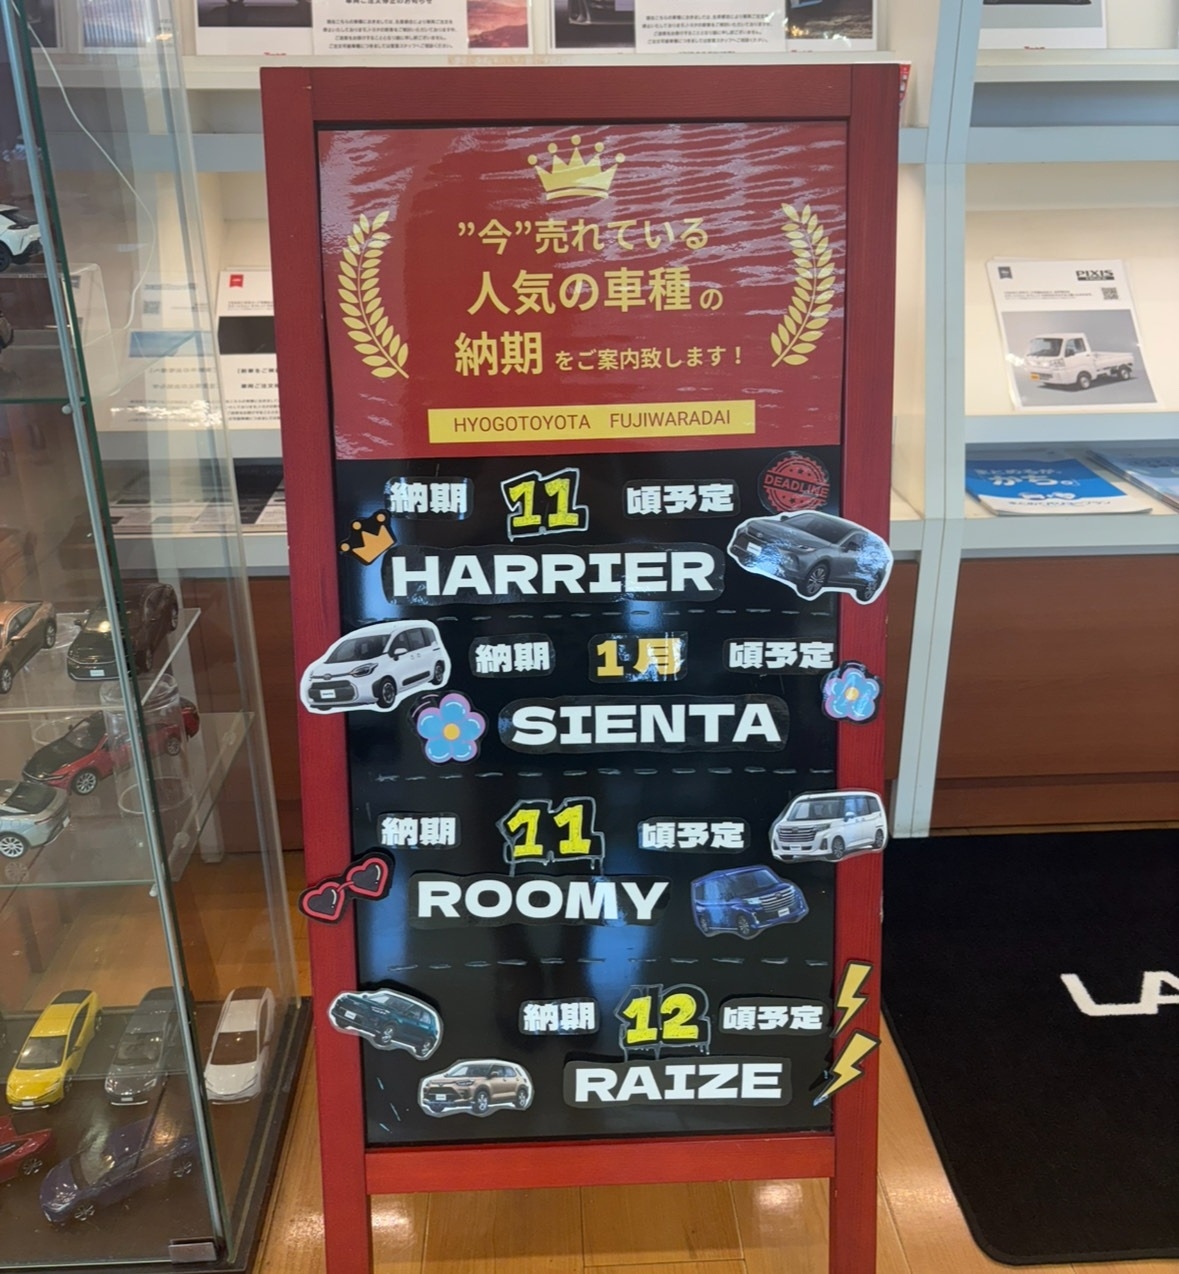 "今"売れている
人気の車種の
納期をご案内致します！
HYOGOTOYOTA FUJIWARADAI
納期 11 頃予定
DEADLINE
HARRIER
納期 1月 頃予定
SIENTA
納期 11 頃予定
ROOMY
納期 12 頃予定
RAIZE
PIXIS
LA